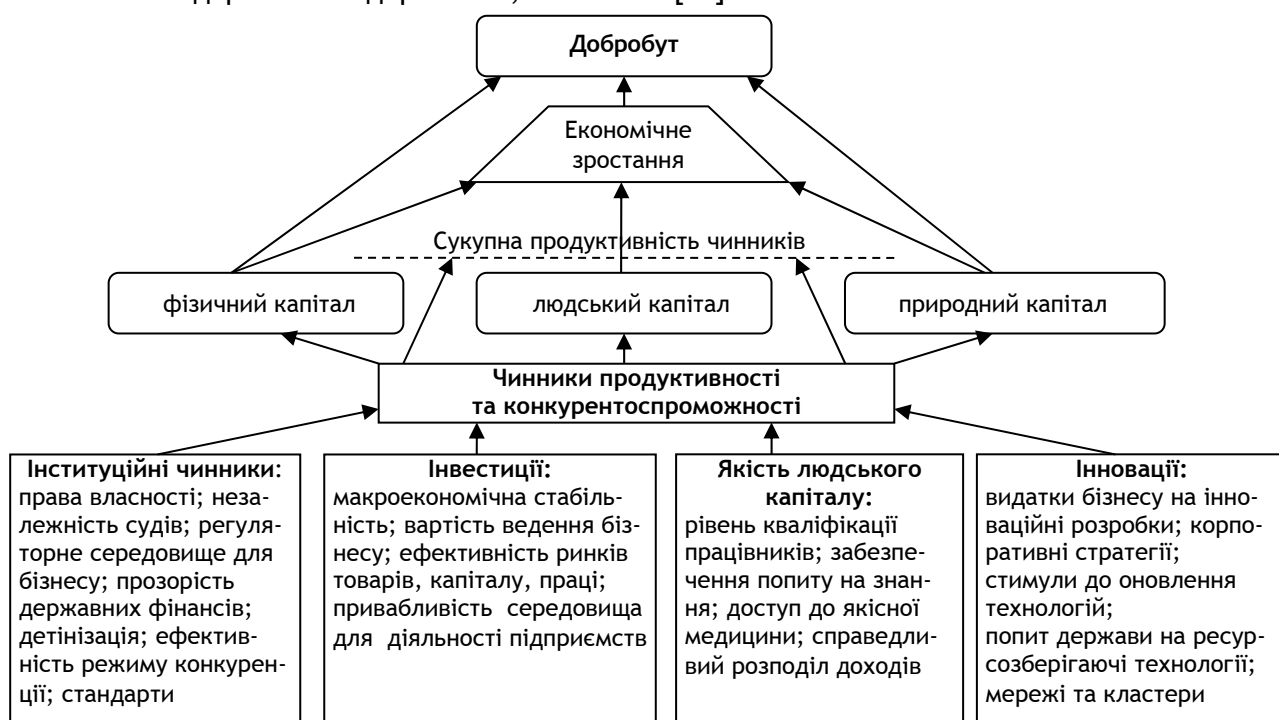 Добробут
Економічне
зростання
Сукупна продуктивність чинників
фізичний капітал
людський капітал
природний капітал
Чинники продуктивності
та конкурентоспроможності
Інституційні чинники:
права власності; неза-
лежність судів; регуля-
торне середовище для
бізнесу; прозорість
державних фінансів;
детінізація; ефектив-
ність режиму конкурен-
ції; стандарти
Інвестиції:
макроекономічна стабіль-
ність; вартість ведення біз-
несу; ефективність ринків
товарів, капіталу, праці;
привабливість середовища
для діяльності підприємств
Якість людського
капіталу:
рівень кваліфікації
працівників; забезпе-
чення попиту на знан-
ня; доступ до якісної
медицини; справедли-
вий розподіл доходів
Інновації:
видатки бізнесу на інно-
ваційні розробки; корпо-
ративні стратегії;
стимули до оновлення
технологій;
попит держави на ресур-
созберігаючі технології;
мережі та кластери